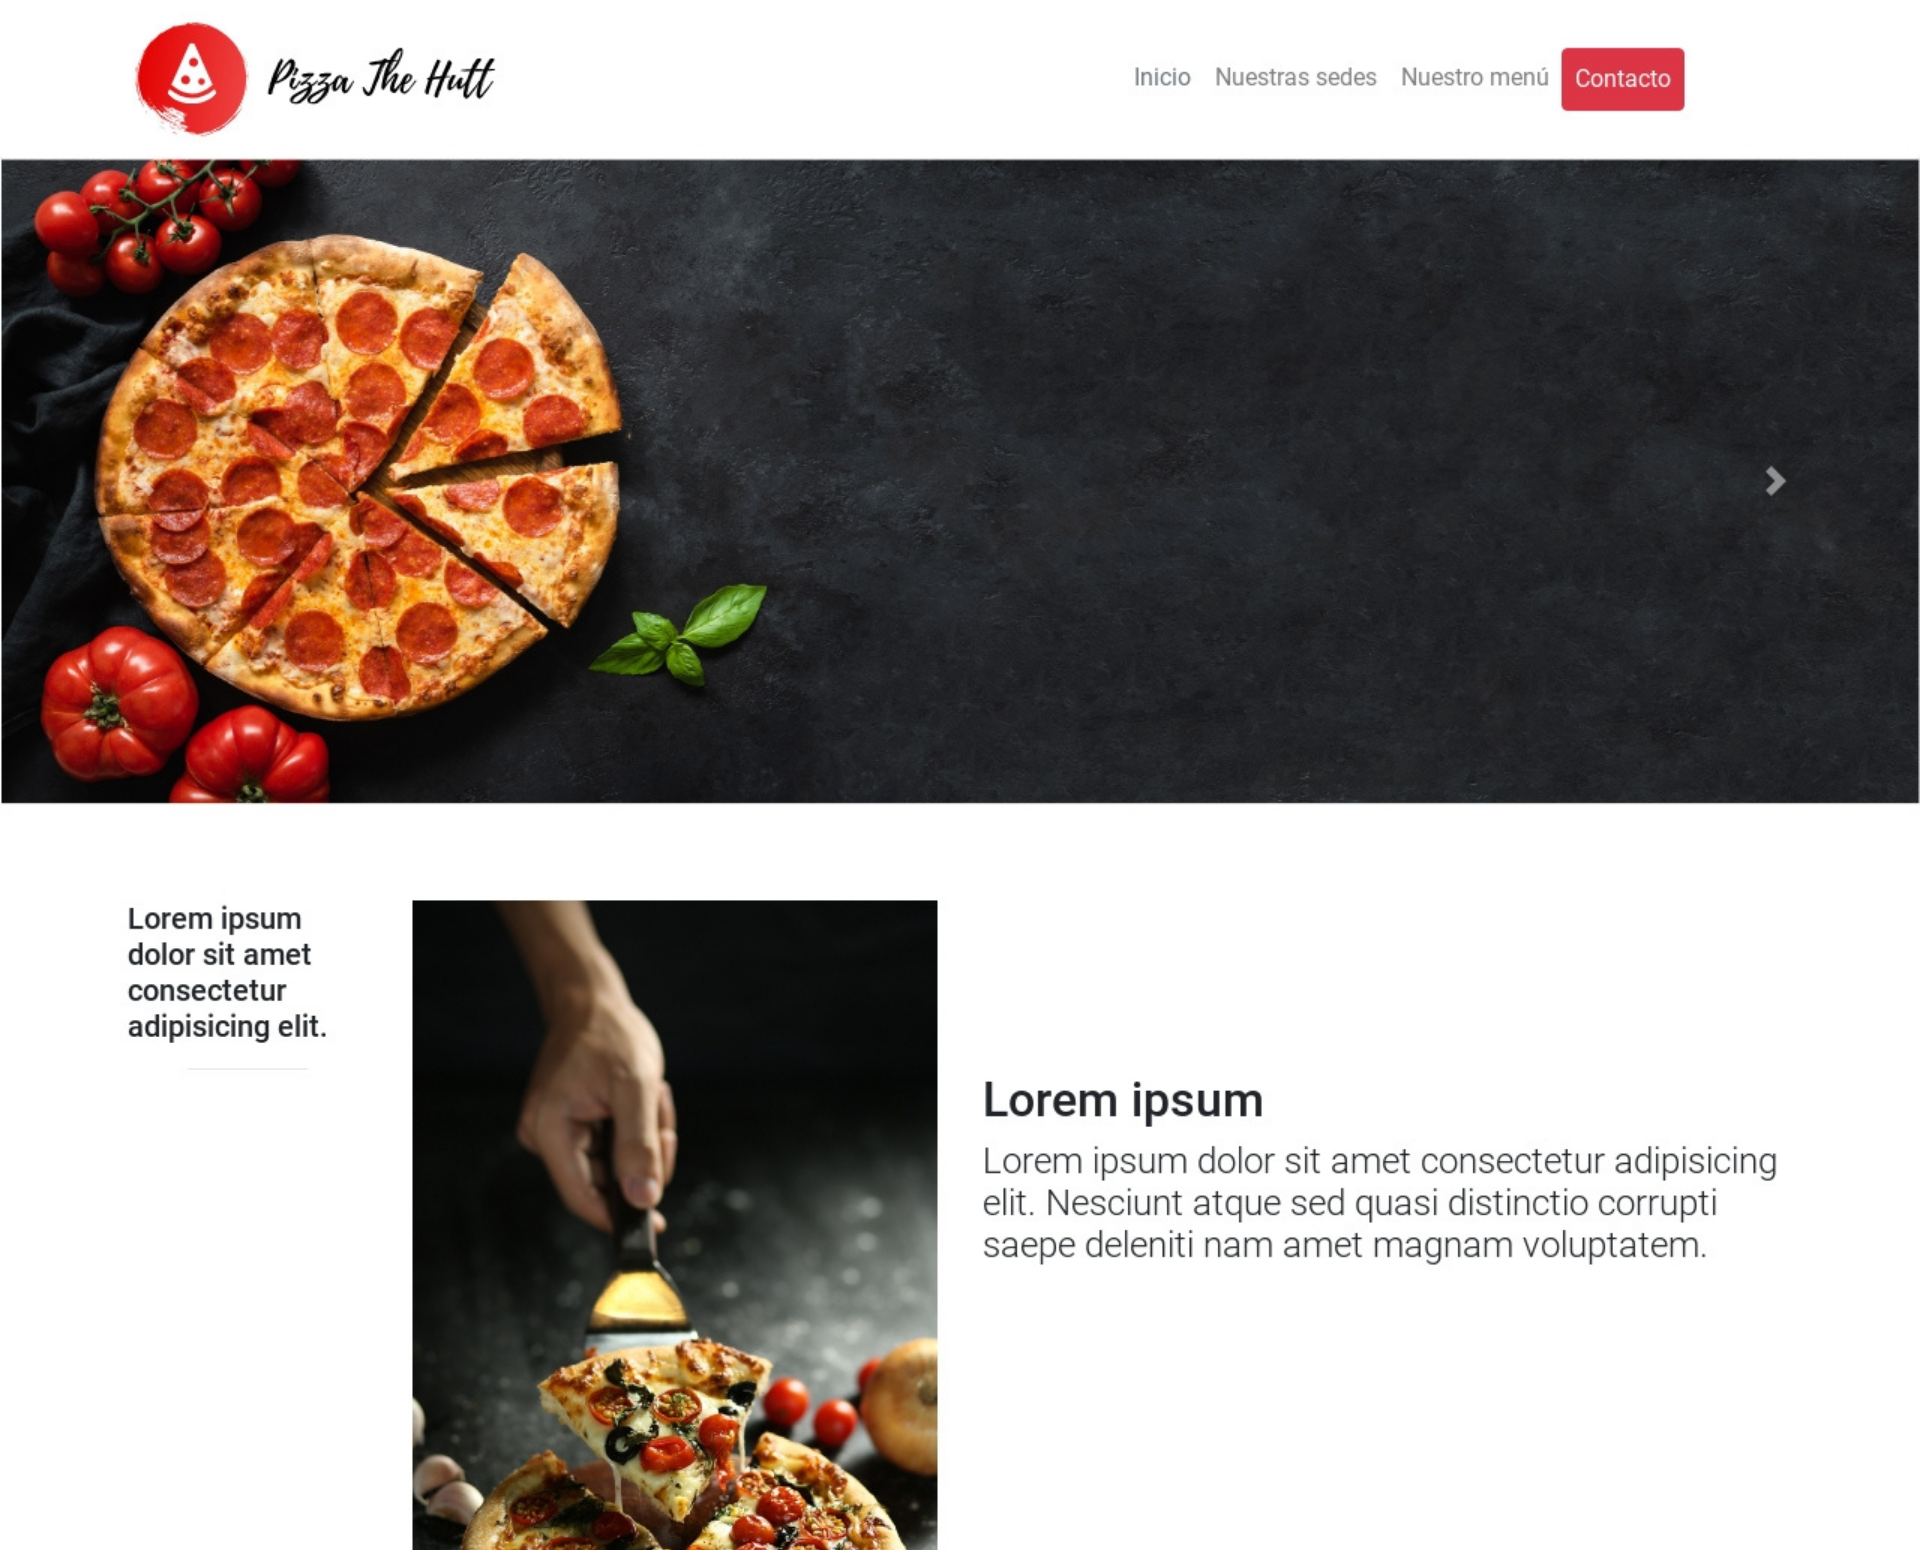 Pizza The Hutt
Inicio Nuestras sedes Nuestro menú Contacto
Lorem ipsum
dolor sit amet
consectetur
adipisicing elit.
Lorem ipsum
Lorem ipsum dolor sit amet consectetur adipisicing
elit. Nesciunt atque sed quasi distinctio corrupti
saepe deleniti nam amet magnam voluptatem.